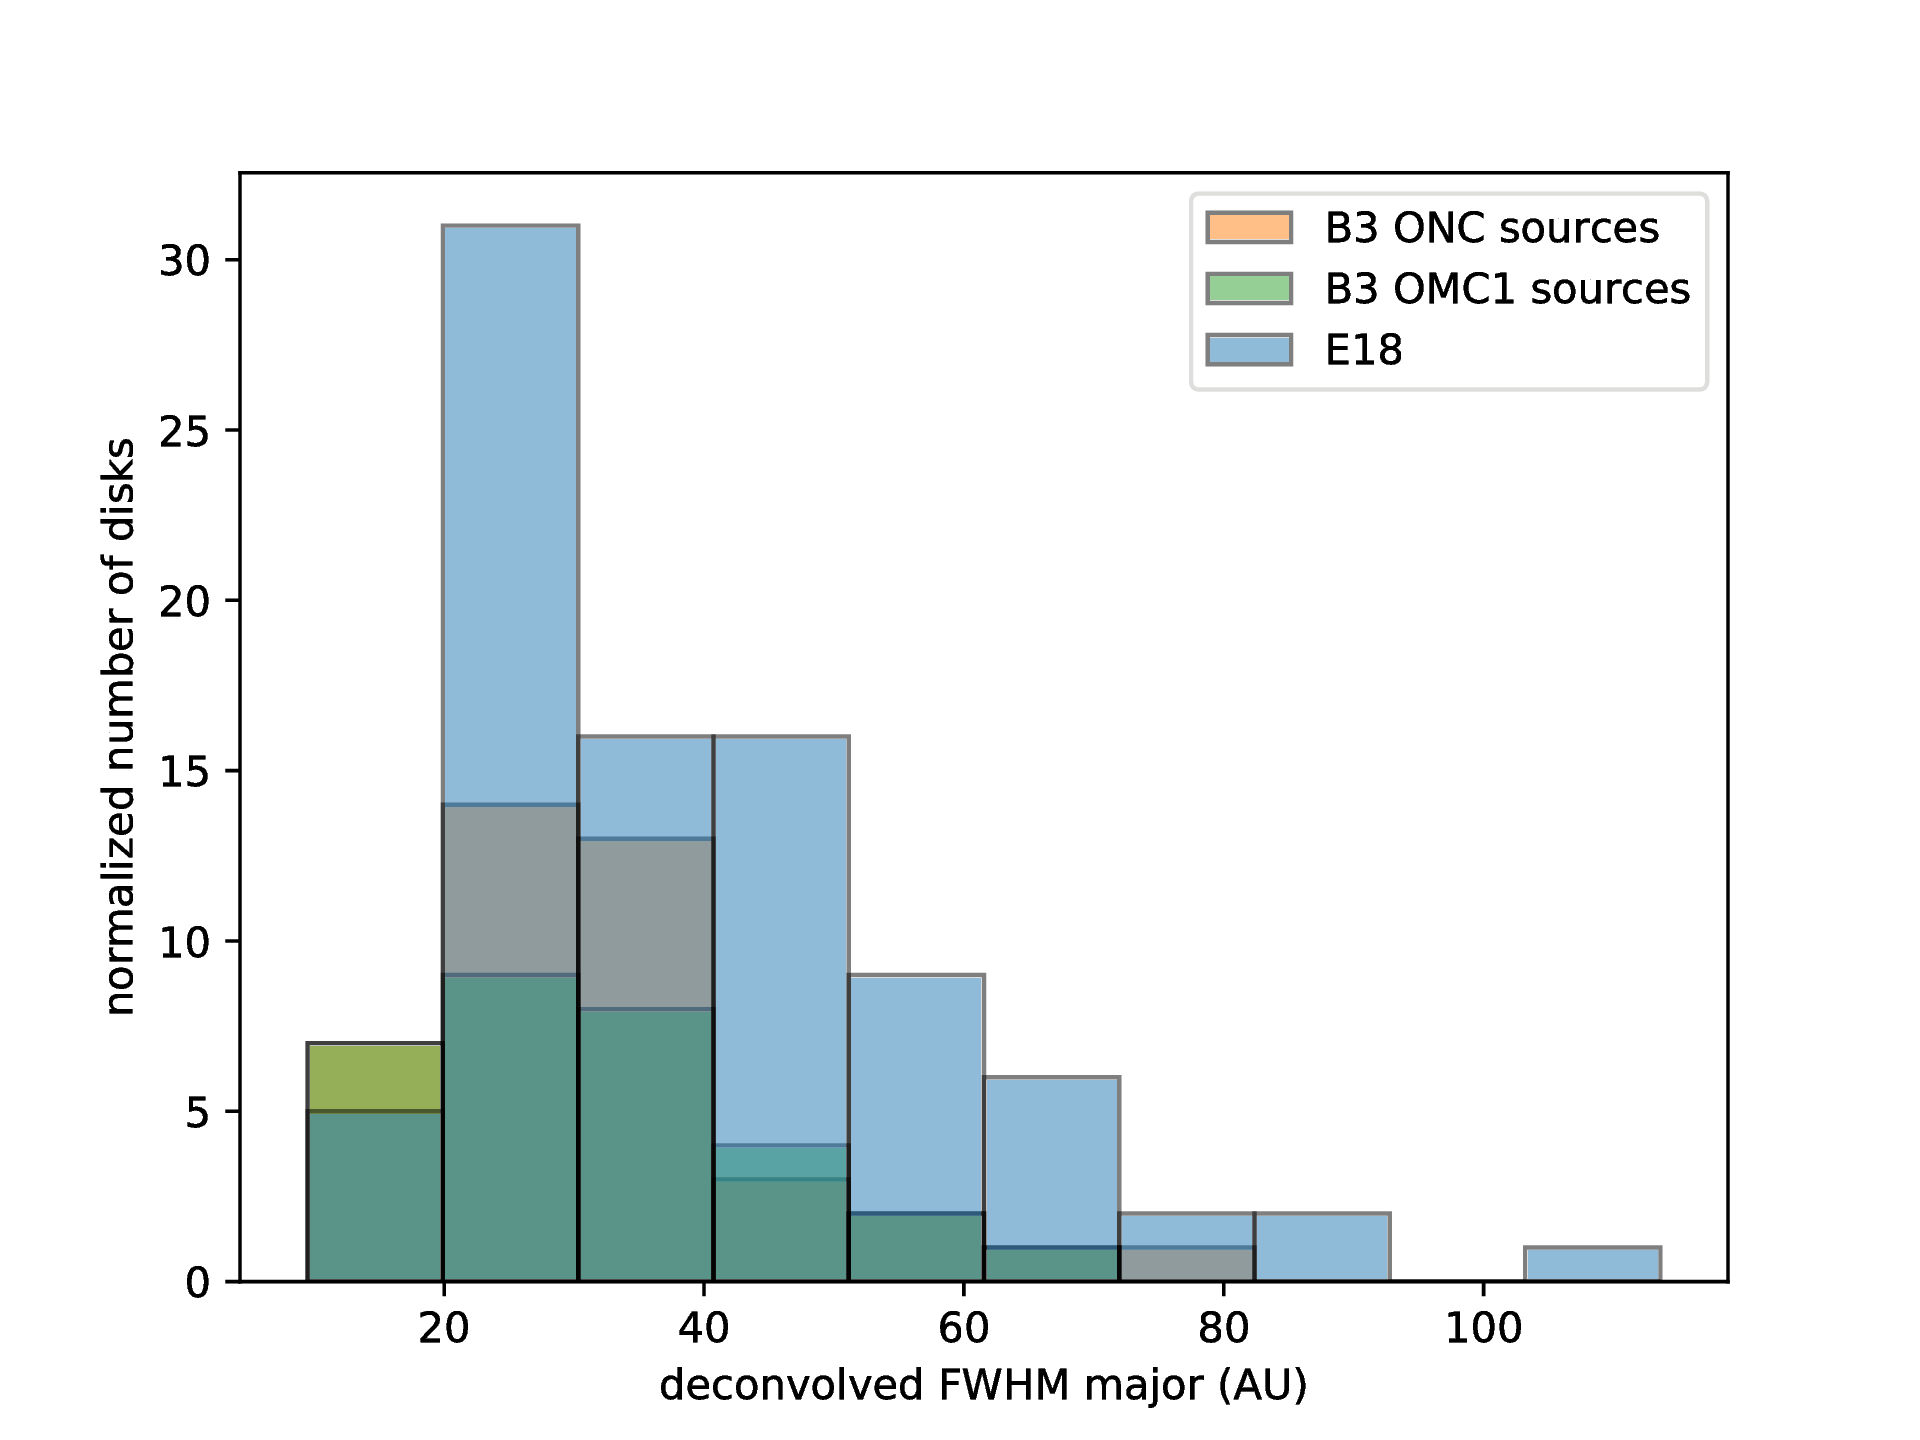 B3 ONC sources
B3 OMC1 sources
E18
normalized number of disks
30
25
20
15
10
5
0
20 40 60 80 100
deconvolved FWHM major (AU)